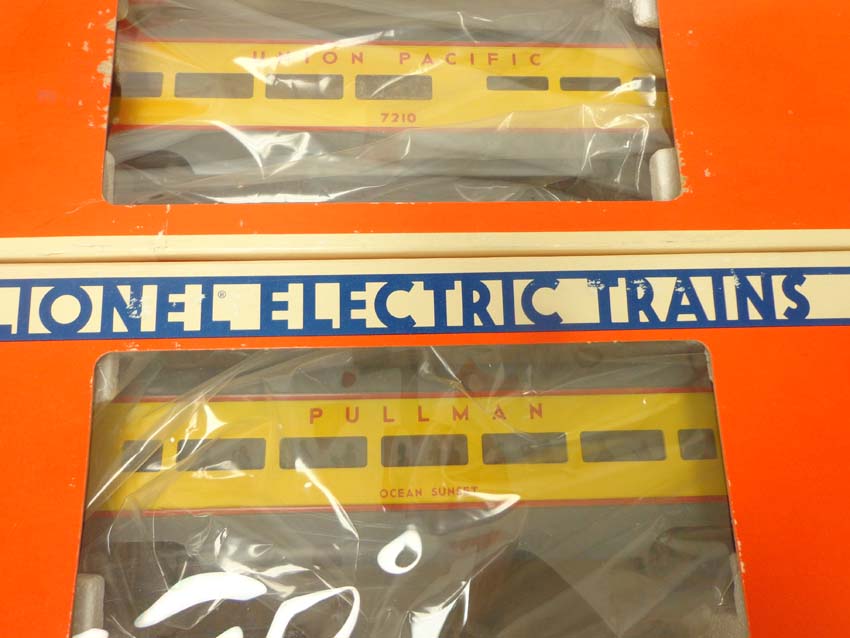 UNION PACIFIC
7210
LIONEL® ELECTRIC TRAINS
PULLMAN
OCEAN SUNSET